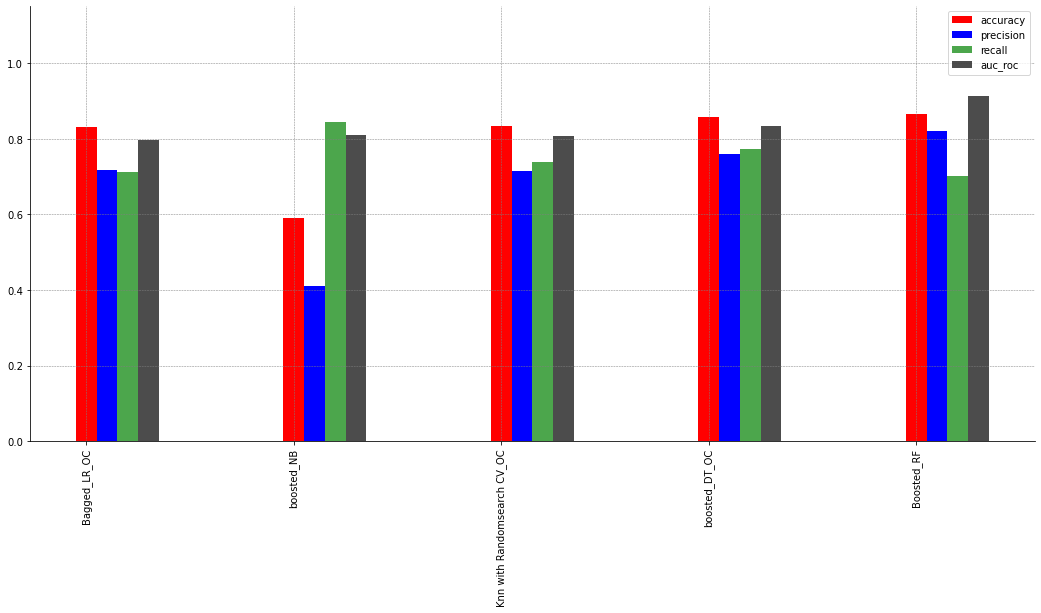 accuracy
precision
recall
auc_roc
1.0
0.8
0.6
0.4
0.2
0.0
Bagged_LR_OC
boosted_NB
Knn with Randomsearch CV_OC
boosted_DT_OC
Boosted_RF